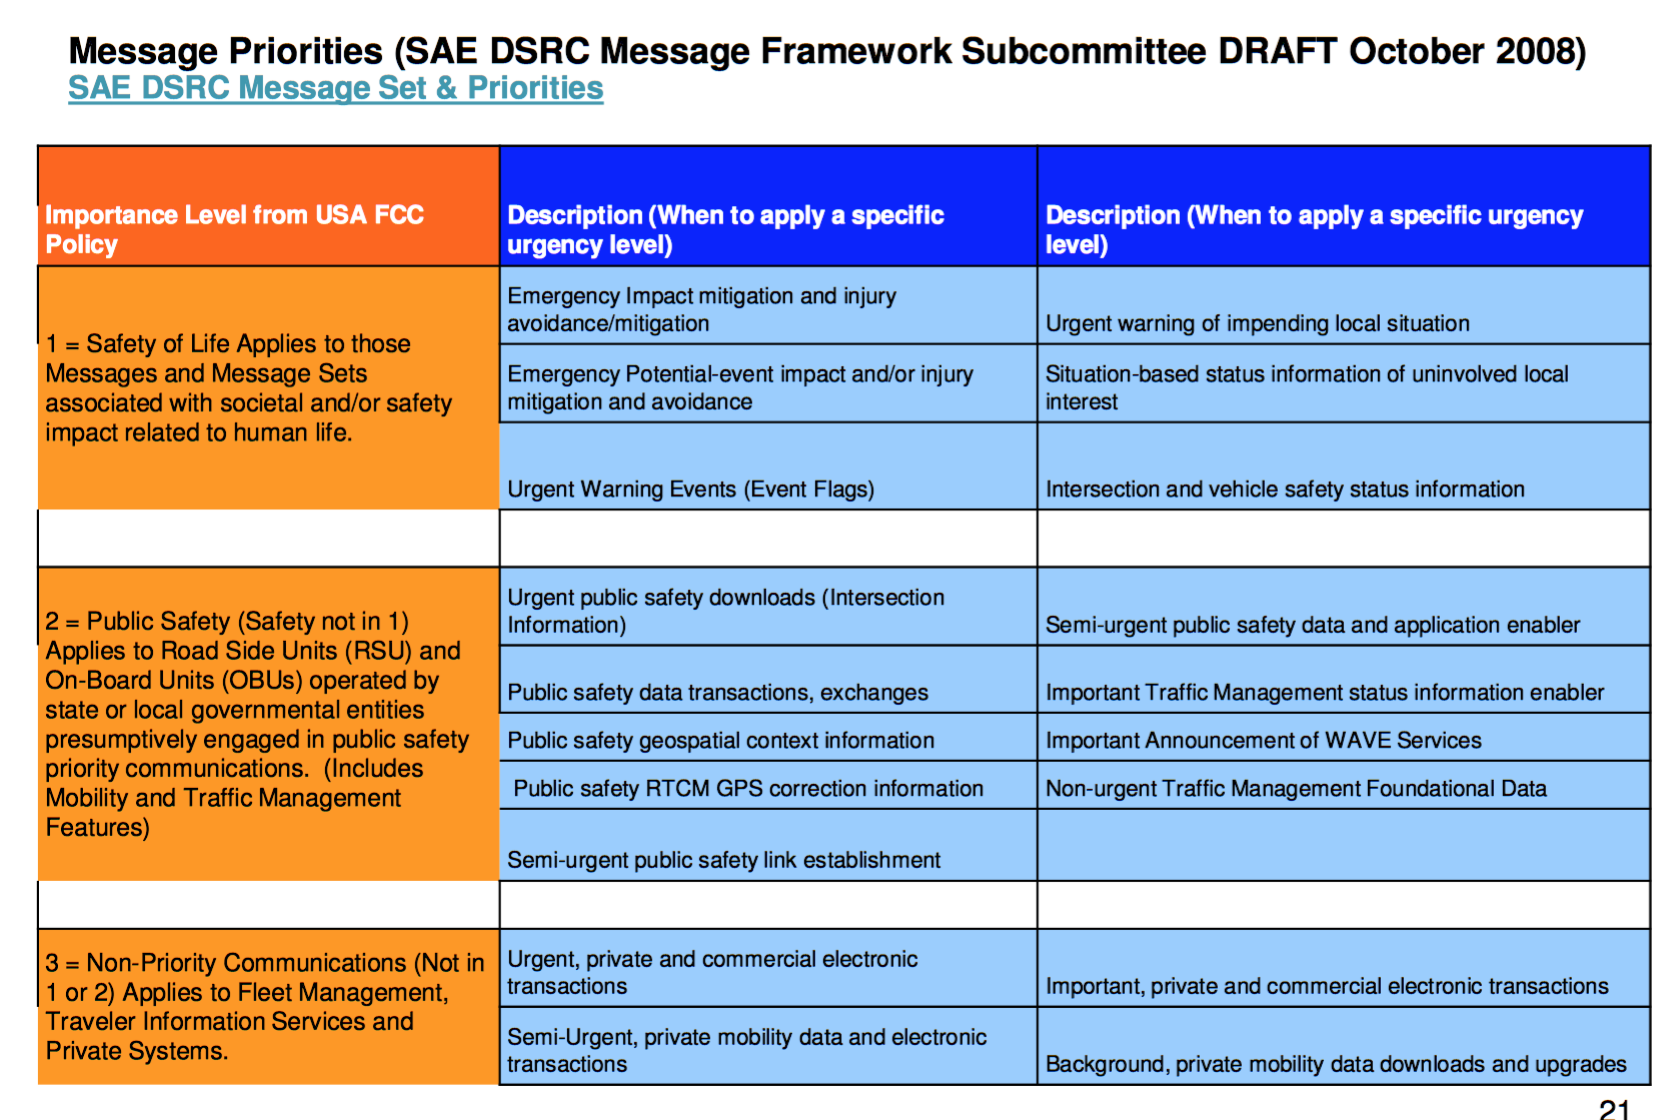 Message Priorities (SAE DSRC Message Framework Subcommittee DRAFT October 2008)
SAE DSRC Message Set & Priorities
Importance Level from USA FCC
Policy
Description (When to apply a specific
urgency level)
Description (When to apply a specific urgency
level)
1 = Safety of Life Applies to those
Messages and Message Sets
associated with societal and/or safety
impact related to human life.
Emergency Impact mitigation and injury
avoidance/mitigation
Urgent warning of impending local situation
Emergency Potential-event impact and/or injury
mitigation and avoidance
Situation-based status information of uninvolved local
interest
Urgent Warning Events (Event Flags)
Intersection and vehicle safety status information
2 = Public Safety (Safety not in 1)
Applies to Road Side Units (RSU) and
On-Board Units (OBUs) operated by
state or local governmental entities
presumptively engaged in public safety
priority communications.  (Includes
Mobility and Traffic Management
Features)
Urgent public safety downloads (Intersection
Information)
Semi-urgent public safety data and application enabler
Public safety data transactions, exchanges
Important Traffic Management status information enabler
Public safety geospatial context information
Important Announcement of WAVE Services
Public safety RTCM GPS correction information
Non-urgent Traffic Management Foundational Data
Semi-urgent public safety link establishment
3 = Non-Priority Communications (Not in
1 or 2) Applies to Fleet Management,
Traveler Information Services and
Private Systems.
Urgent, private and commercial electronic
transactions
Important, private and commercial electronic transactions
Semi-Urgent, private mobility data and electronic
transactions
Background, private mobility data downloads and upgrades
21